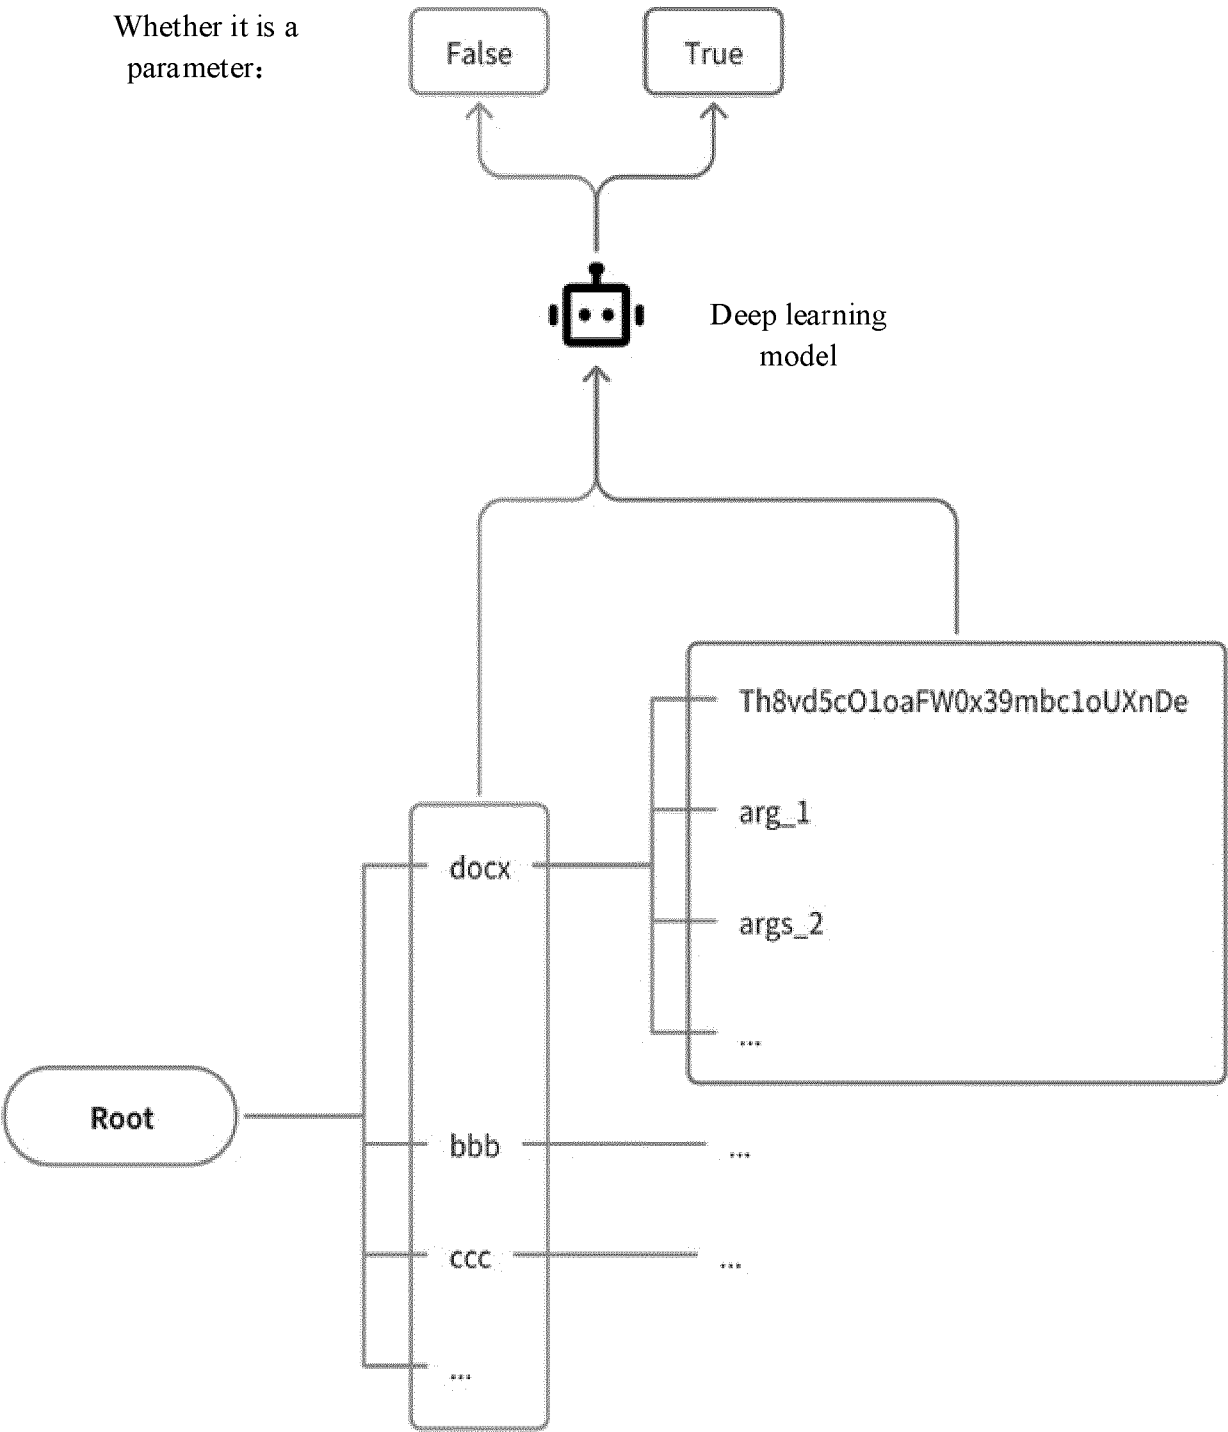 Whether it is a
parameter：
False
True
Deep learning
model
Th8vd5cO1oaFW0x39mbc1oUXnDe
arg_1
docx
args_2
...
Root
bbb
...
ccc
...
...